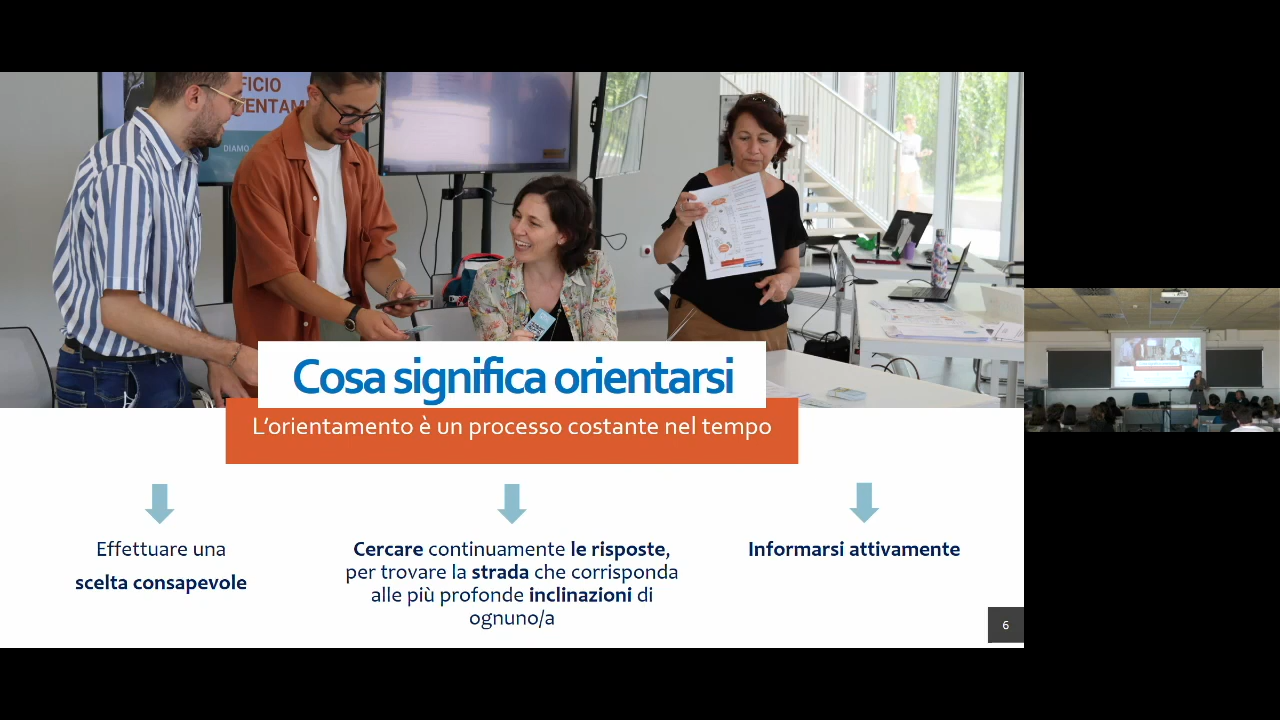 FICIO
ENTAM
DIAMO
Cosa significa orientarsi
L'orientamento è un processo costante nel tempo
Effettuare una
scelta consapevole
Cercare continuamente le risposte,
per trovare la strada che corrisponda
alle più profonde inclinazioni di
ognuno/a
Informarsi attivamente
6